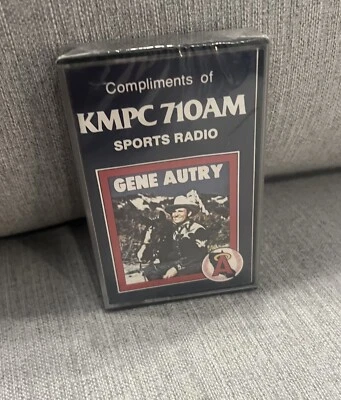 Compliments of
KMPC 710AM
SPORTS RADIO
GENE AUTRY
A